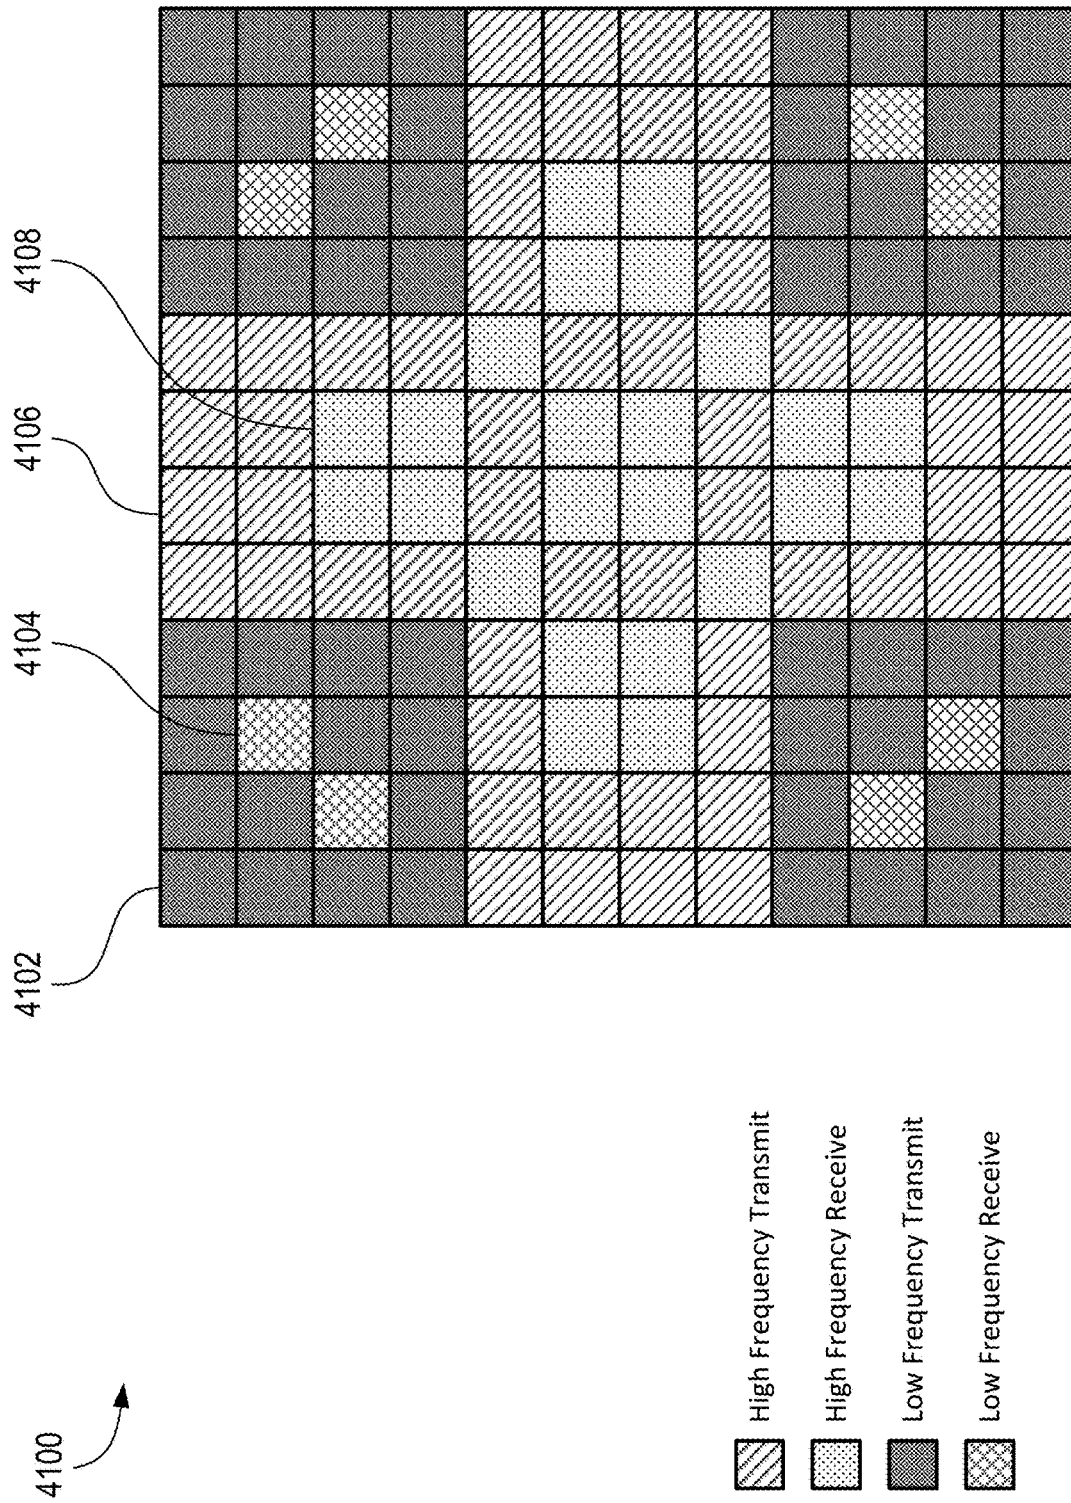 4100
4102
4104
4106
4108
High Frequency Transmit
High Frequency Receive
Low Frequency Transmit
Low Frequency Receive